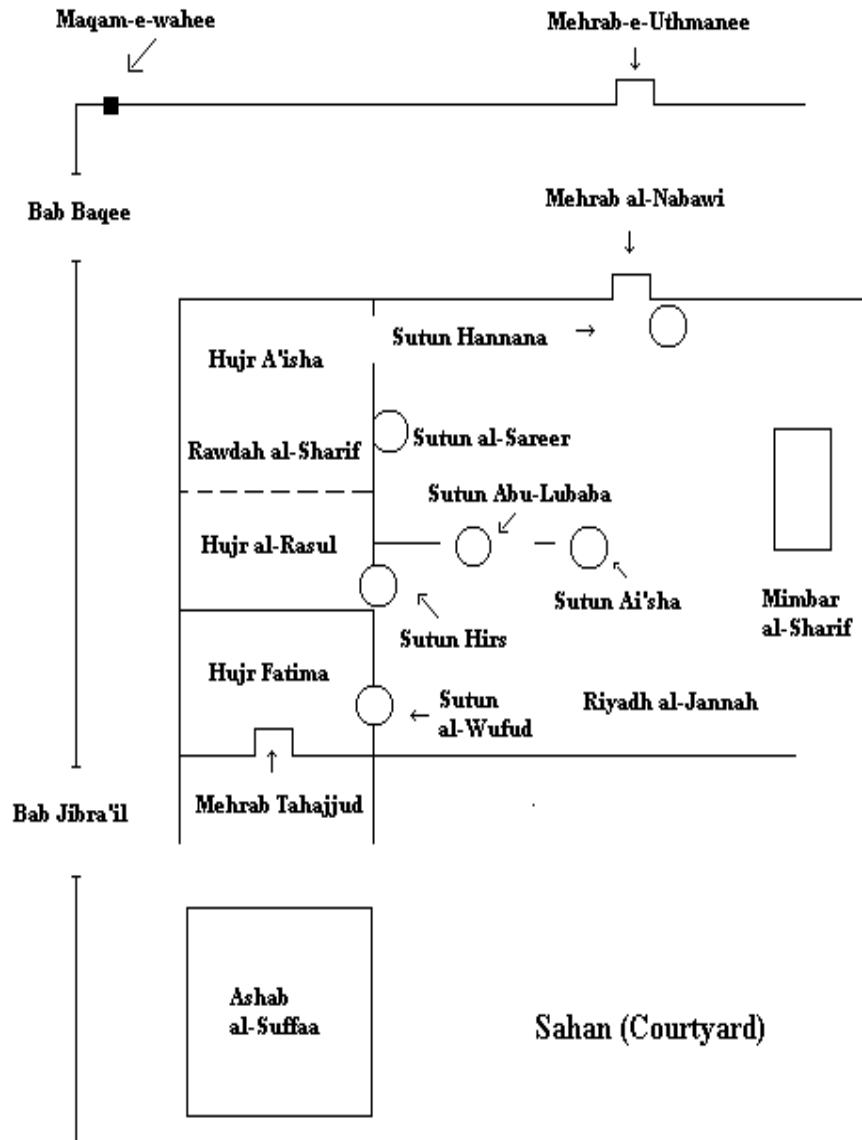 Maqam-e-wahee
Mehrab-e-Uthmanee
Bab Baqee
Mehrab al-Nabawi
Sutun Hannana
Hujr A'isha
Sutun al-Sareer
Rawdah al-Sharif
Sutun Abu-Lubaba
Hujr al-Rasul
Sutun Ai'sha
Mimbar
al-Sharif
Sutun Hirs
Hujr Fatima
Sutun
al-Wufud
Riyadh al-Jannah
Bab Jibra'il
Mehrab Tahajjud
Ashab
al-Suffaa
Sahan (Courtyard)